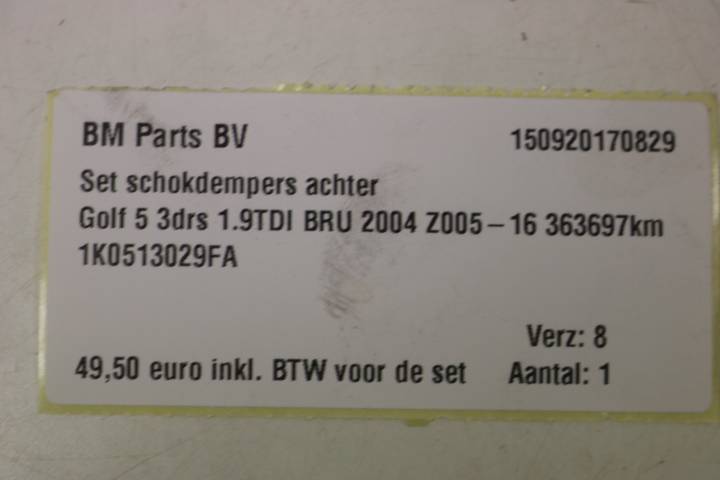 BM Parts BV 150920170829
Set schokdempers achter
Golf 5 3drs 1.9TDI BRU 2004 Z005-16 363697km
1K0513029FA
Verz: 8
49,50 euro inkl. BTW voor de set Aantal: 1